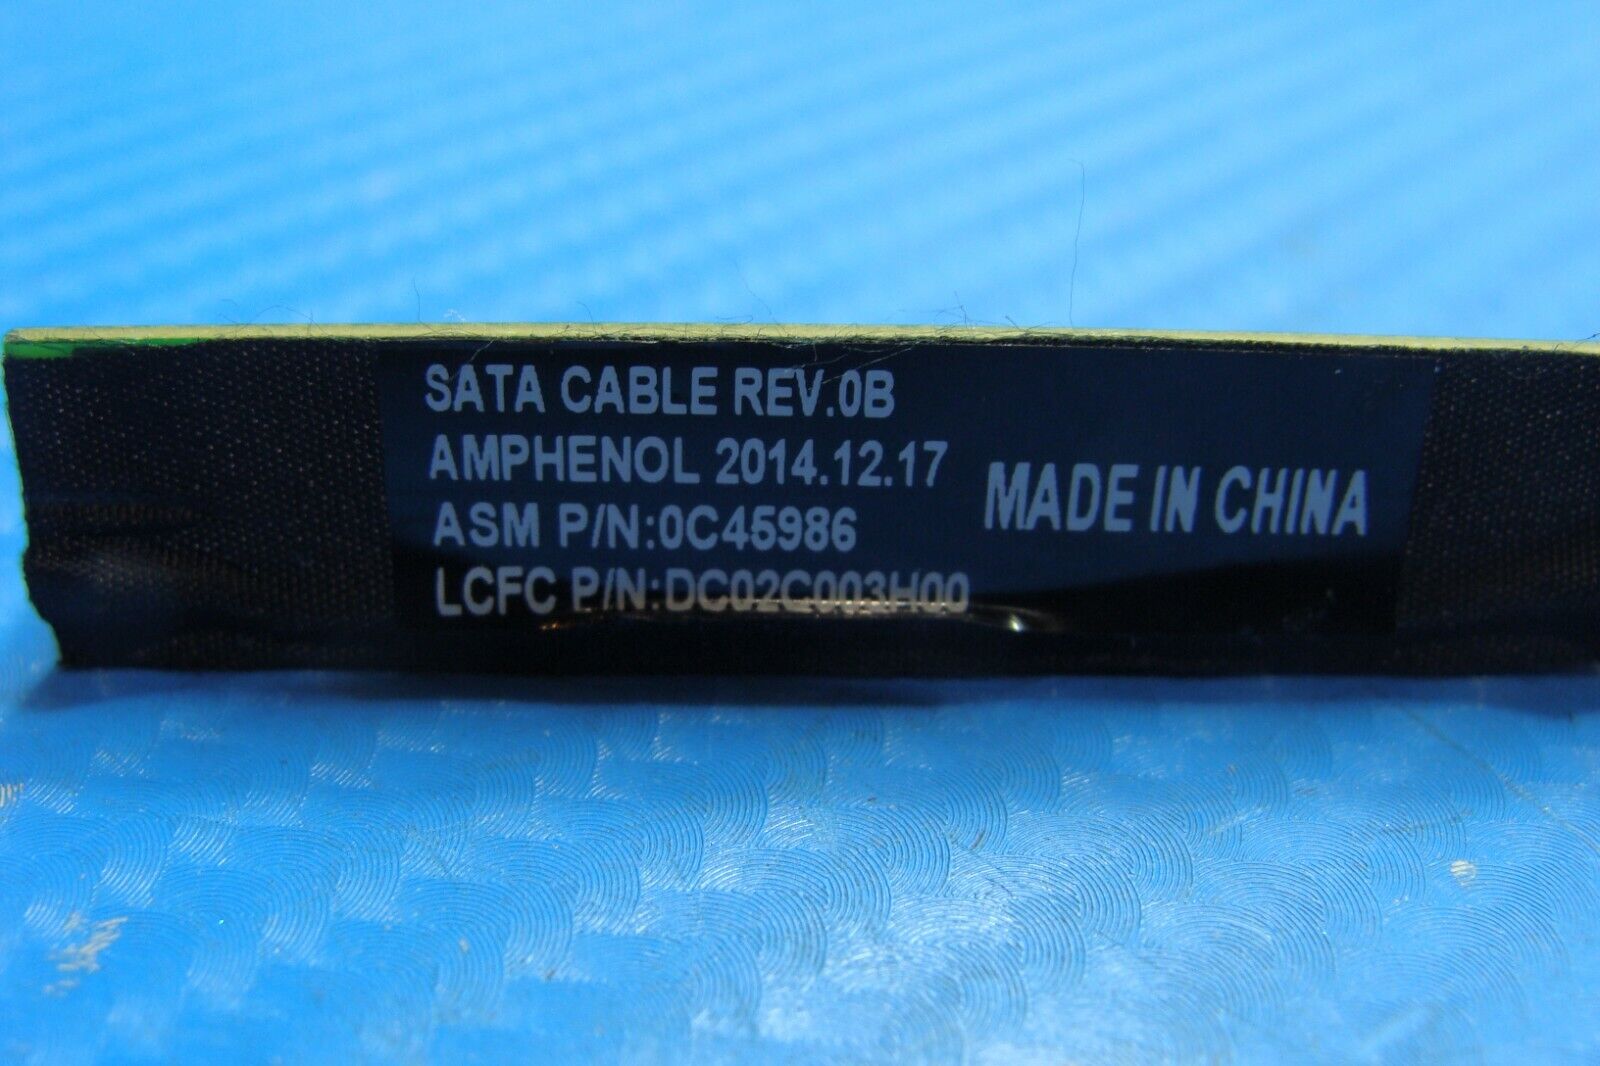 SATA CABLE REV.0B
AMPHENOL 2014.12.17
ASM P/N:0C45986
LCFC P/N:DC02C003H00
MADE IN CHINA